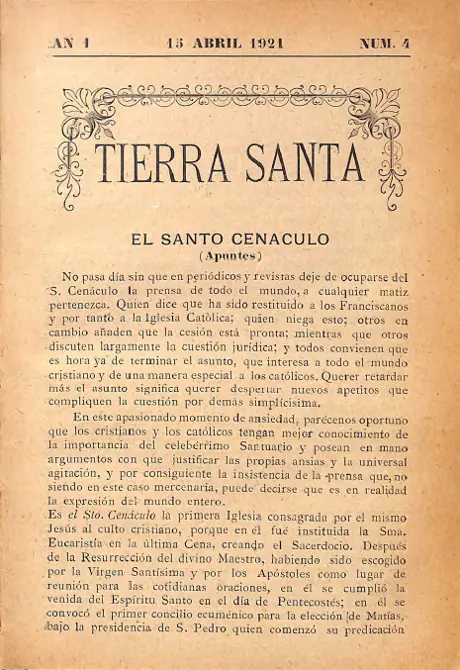 AN 1 15 ABRIL 1921 NUM. 4
TIERRA SANTA
EL SANTO CENACULO
(Apuntes)
No pasa día sin que en periódicos y revistas deje de ocuparse del
S. Cenáculo la prensa de todo el mundo, a cualquier matiz
pertenezca. Quien dice que ha sido restituido a los Franciscanos
y por tanto a la Iglesia Católica; quien niega esto; otros en
cambio añaden que la cesión está pronta; mientras que otros
discuten largamente la cuestión jurídica; y todos convienen que
es hora ya de terminar el asunto, que interesa a todo el mundo
cristiano y de una manera especial a los católicos. Querer retardar
más el asunto significa querer despertar nuevos apetitos que
compliquen la cuestión por demás simplícisima.
En este apasionado momento de ansiedad, parécenos oportuno
que los cristianos y los católicos tengan mejor conocimiento de
la importancia del celebérrimo Santuario y posean en mano
argumentos con que justificar las propias ansias y la universal
agitación, y por consiguiente la insistencia de la prensa que, no
siendo en este caso mercenaria, puede decirse que es en realidad
la expresión del mundo entero.
Es el Sto. Cenáculo la primera Iglesia consagrada por el mismo
Jesús al culto cristiano, porque en él fué instituida la Sma.
Eucaristía en la última Cena, creando el Sacerdocio. Después
de la Resurrección del divino Maestro, habiendo sido escogido
por la Virgen Santísima y por los Apóstoles como lugar de
reunión para las cotidianas oraciones, en él se cumplió la
venida del Espíritu Santo en el día de Pentecostés; en él se
convocó el primer concilio ecuménico para la elección de Matías,
bajo la presidencia de S. Pedro quien comenzó su predicación